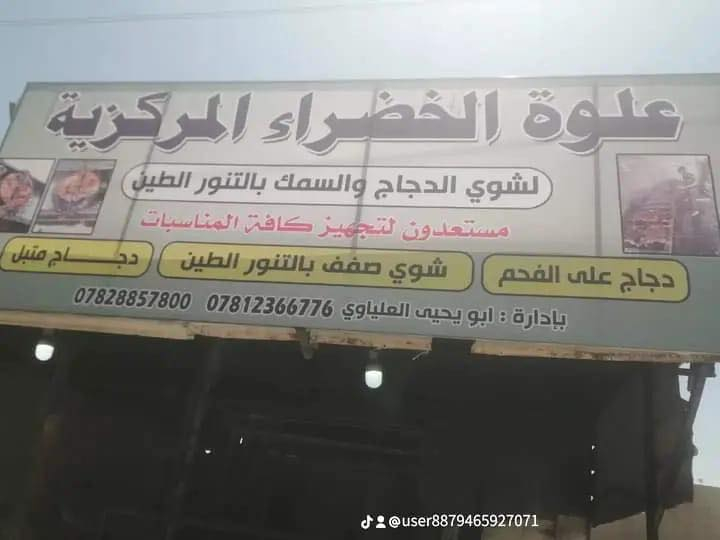 علوة الخضراء المركزية
لشوي الدجاج والسمك بالتنور الطين
مستعدون لتجهيز كافة المناسبات
دجاج على الفحم
شوي صفف بالتنور الطين
دجاج متبل
بإدارة : ابو يحيى العلياوي 07812366776 07828857800
@user8879465927071